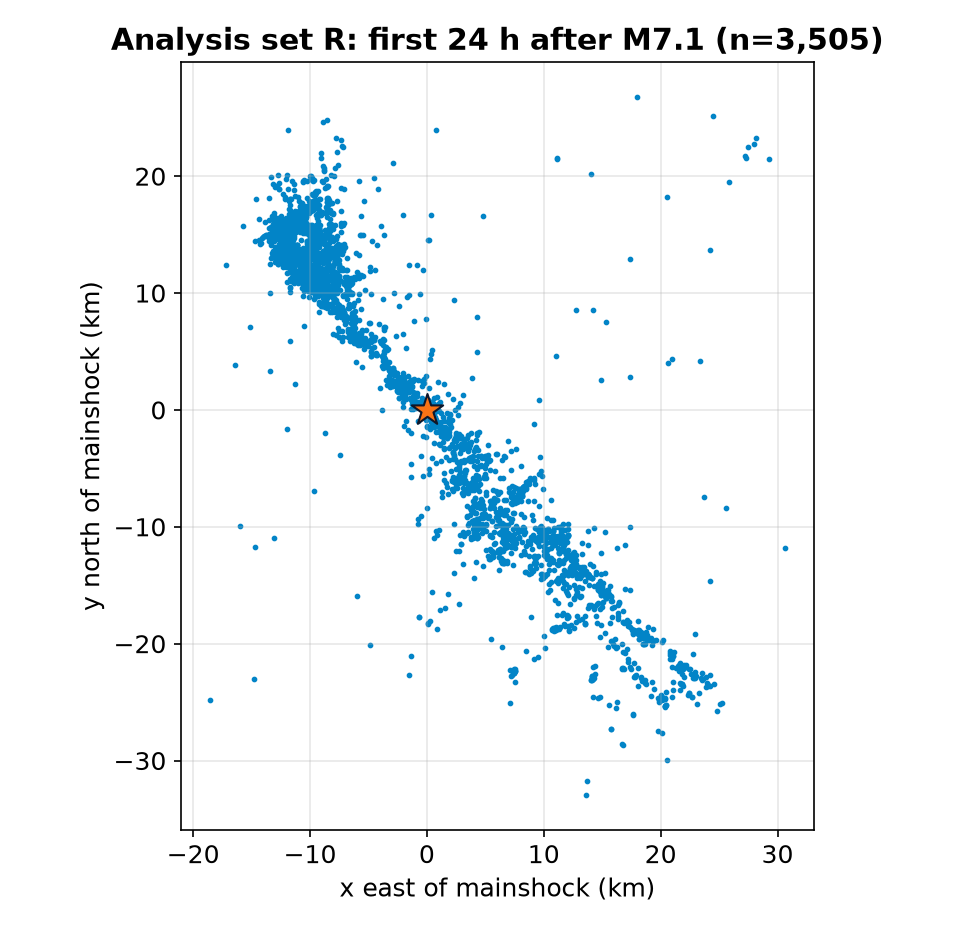 Analysis set R: first 24 h after M7.1 (n=3,505)
y north of mainshock (km)
20
10
0
−10
−20
−30
−20 −10 0 10 20 30
x east of mainshock (km)